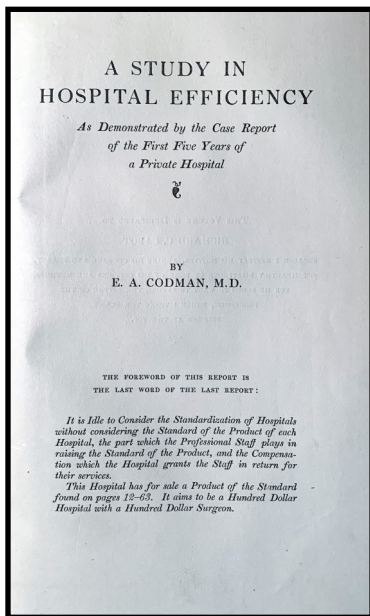 A STUDY IN
HOSPITAL EFFICIENCY
As Demonstrated by the Case Report
of the First Five Years of
a Private Hospital
BY
E. A. CODMAN, M.D.
THE FOREWORD OF THIS REPORT IS
THE LAST WORD OF THE LAST REPORT:
It is Idle to Consider the Standardization of Hospitals
without considering the Standard of the Product of each
Hospital, the part which the Professional Staff plays in
raising the Standard of the Product, and the Compensa-
tion which the Hospital grants the Staff in return for
their services.
This Hospital has for sale a Product of the Standard
found on pages 12–63. It aims to be a Hundred Dollar
Hospital with a Hundred Dollar Surgeon.